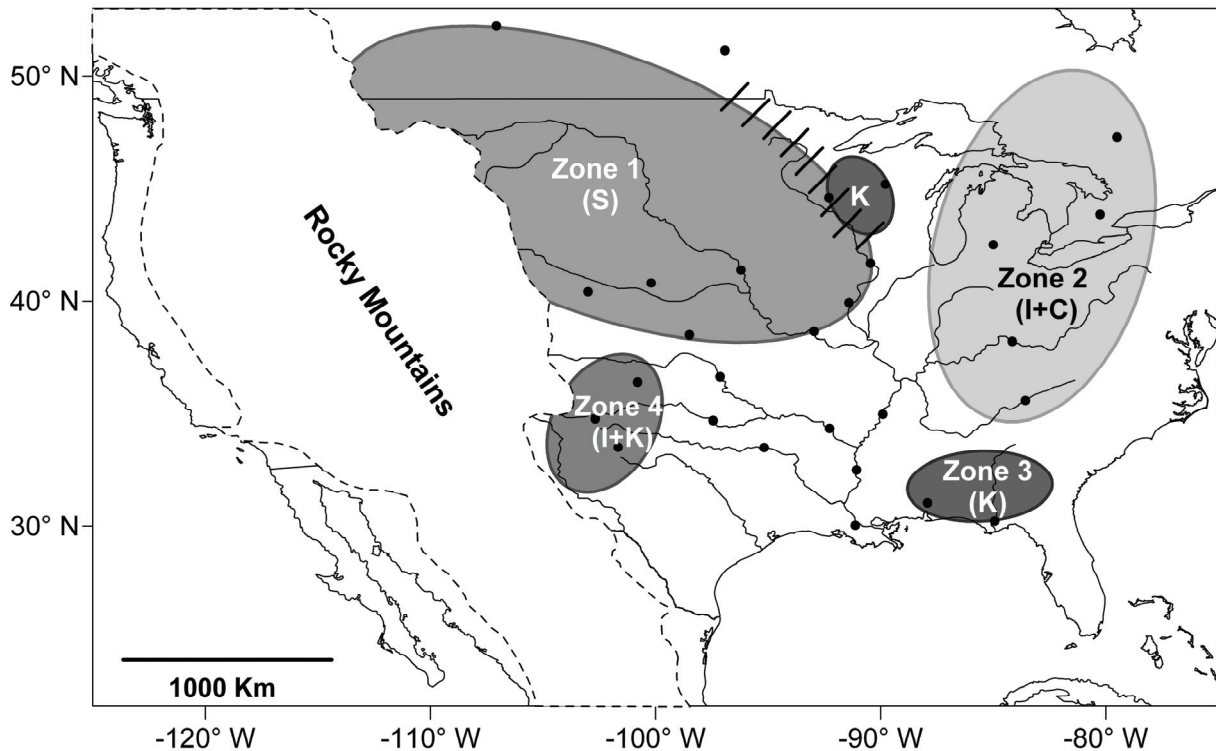 50° N
40° N
30° N
Zone 1
(S)
K
Zone 2
(I+C)
Rocky Mountains
Zone 4
(I+K)
Zone 3
(K)
1000 Km
-120° W
-110° W
-100° W
-90° W
-80° W